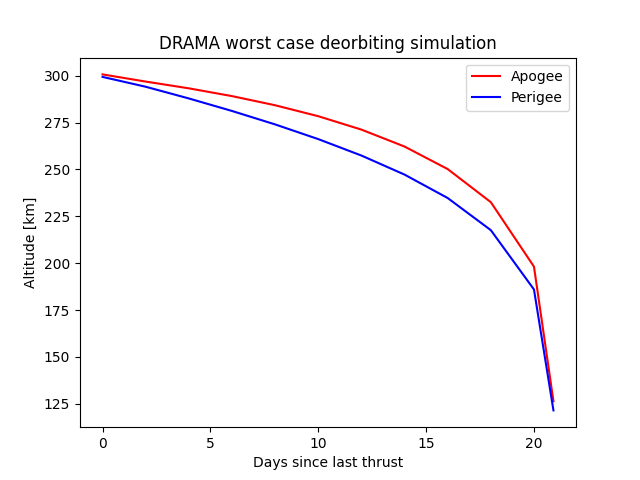 DRAMA worst case deorbiting simulation
Apogee
Perigee
300
275
250
225
200
175
150
125
Altitude [km]
0 5 10 15 20
Days since last thrust